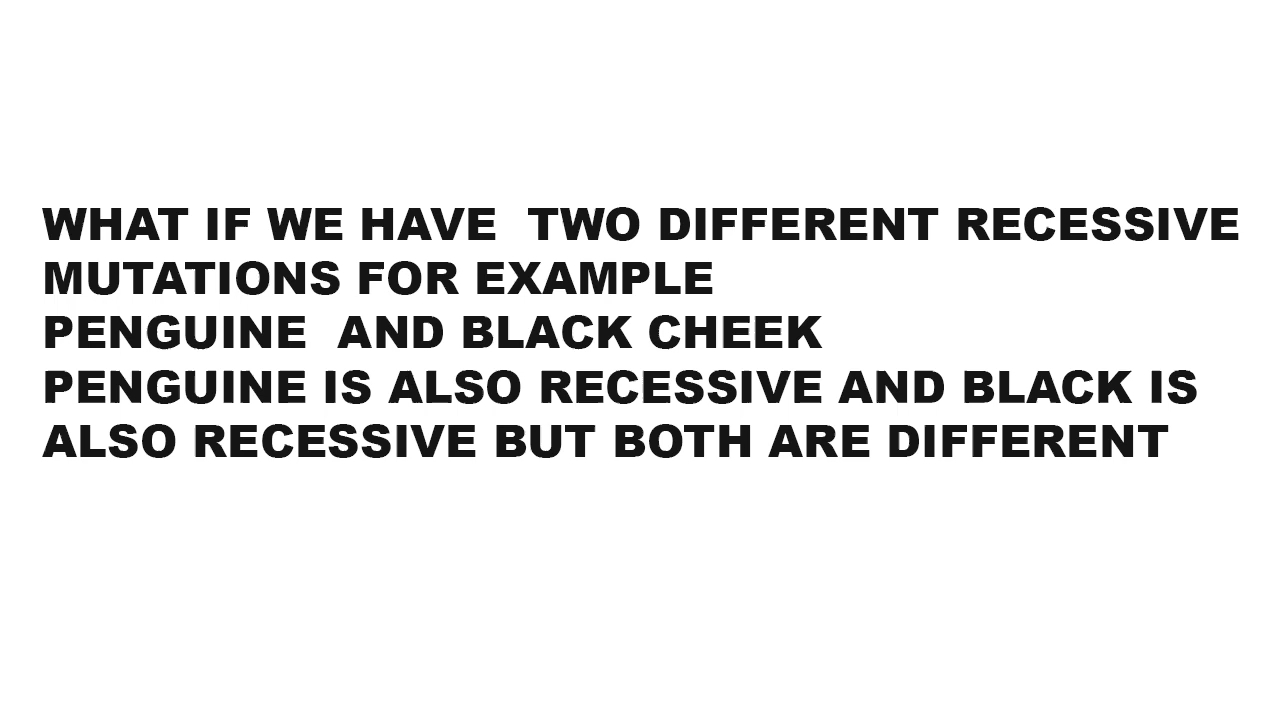 WHAT IF WE HAVE  TWO DIFFERENT RECESSIVE
MUTATIONS FOR EXAMPLE
PENGUINE  AND BLACK CHEEK
PENGUINE IS ALSO RECESSIVE AND BLACK IS
ALSO RECESSIVE BUT BOTH ARE DIFFERENT